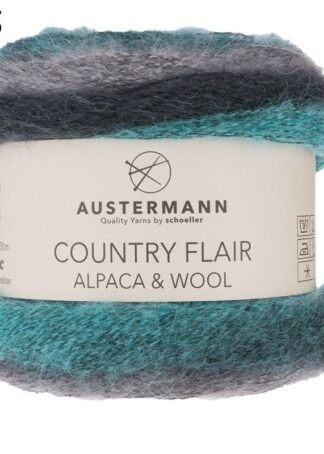 AUSTERMANN
Quality Yarns by schoeller
COUNTRY FLAIR
ALPACA & WOOL